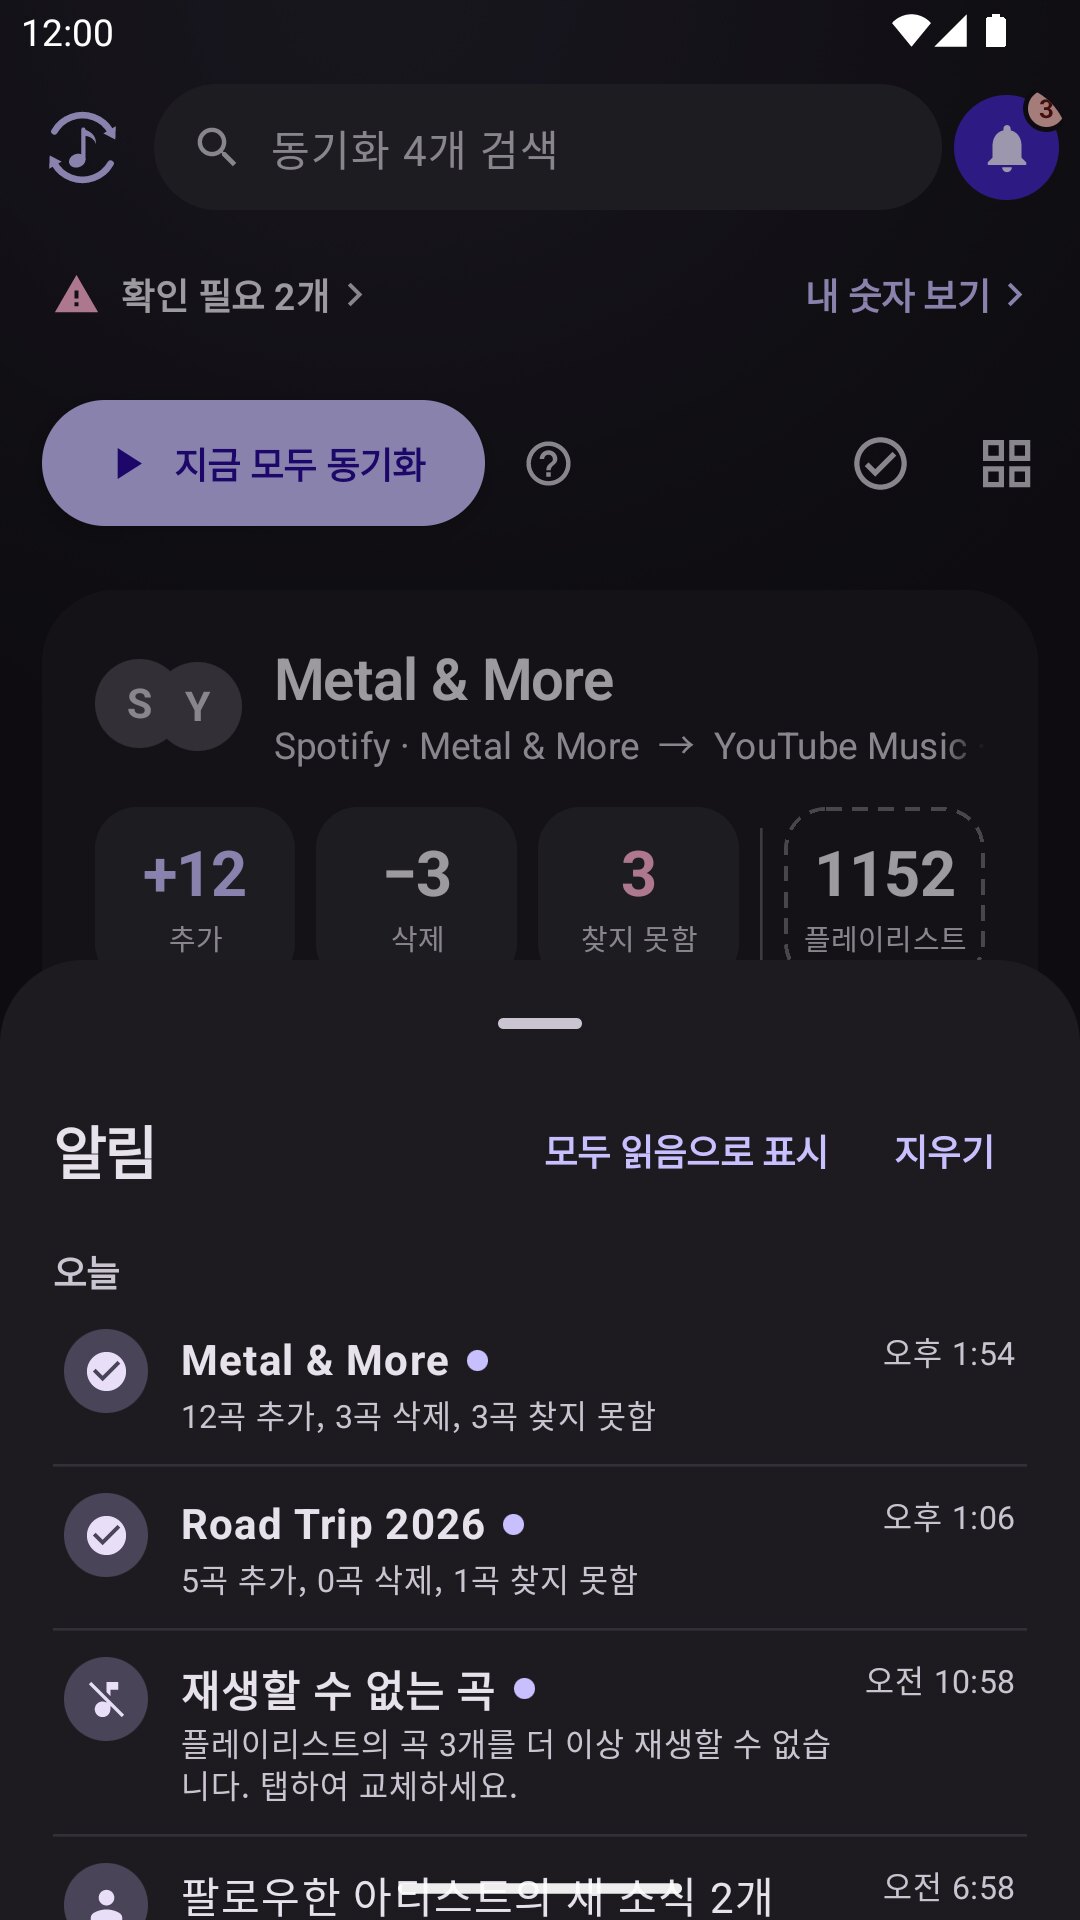 12:00
동기화 4개 검색
3
확인 필요 2개
내 숫자 보기
지금 모두 동기화
S Y
Metal & More
Spotify · Metal & More → YouTube Music
+12
−3
3
1152
추가
삭제
찾지 못함
플레이리스트
알림
모두 읽음으로 표시
지우기
오늘
Metal & More
오후 1:54
12곡 추가, 3곡 삭제, 3곡 찾지 못함
Road Trip 2026
오후 1:06
5곡 추가, 0곡 삭제, 1곡 찾지 못함
재생할 수 없는 곡
오전 10:58
플레이리스트의 곡 3개를 더 이상 재생할 수 없습
니다. 탭하여 교체하세요.
팔로우한 아티스트의 새 소식 2개
오전 6:58